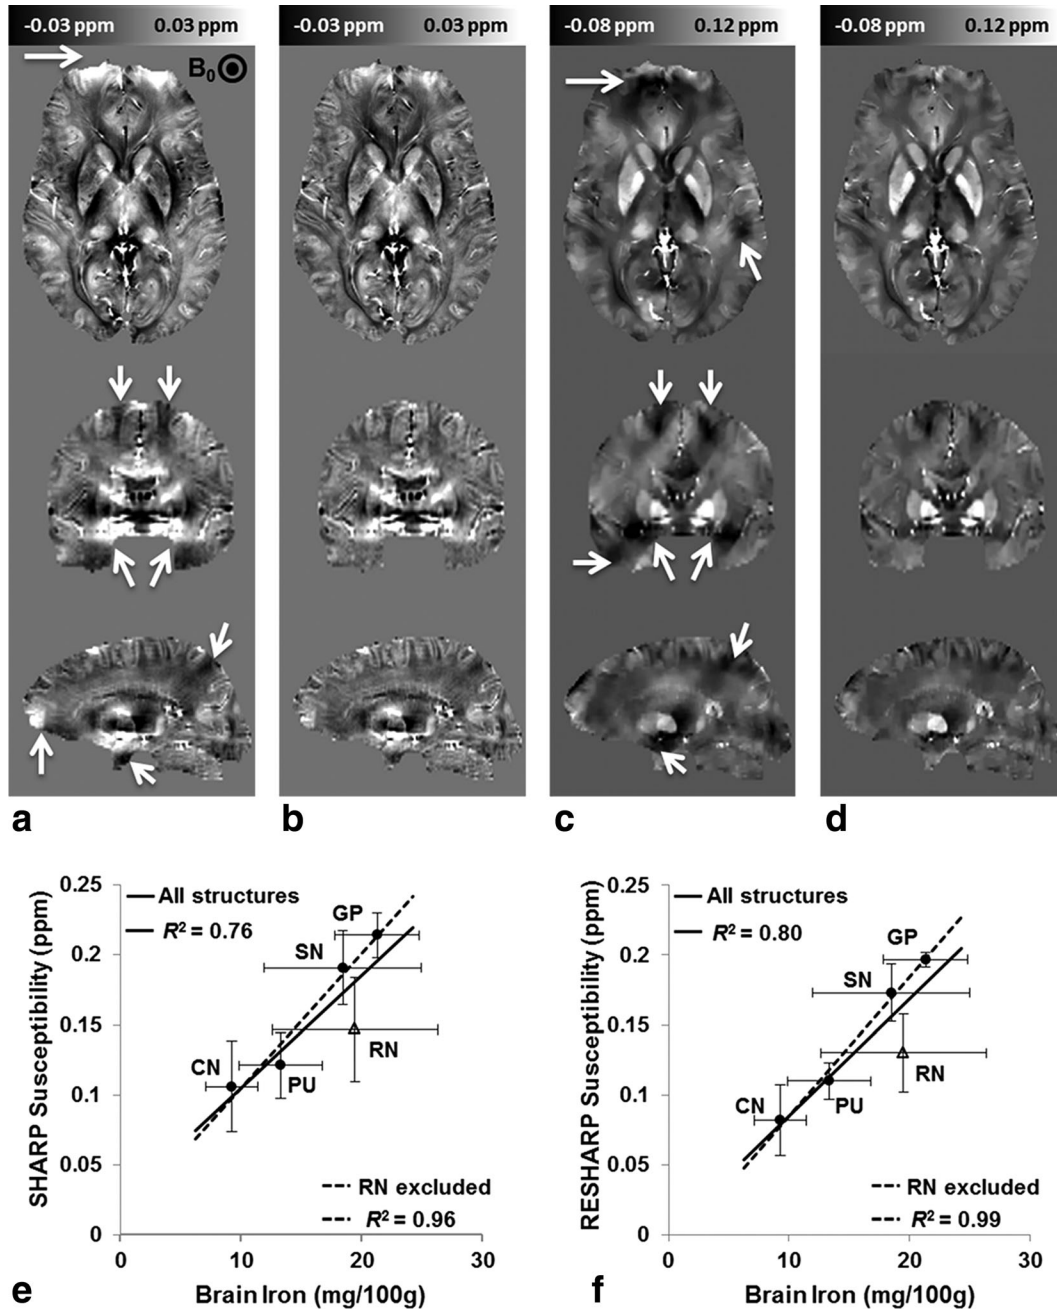 -0.03 ppm 0.03 ppm -0.03 ppm 0.03 ppm -0.08 ppm 0.12 ppm -0.08 ppm 0.12 ppm
B0
a b c d
0.25
0.2
0.15
0.1
0.05
0
SHARP Susceptibility (ppm)
All structures
R² = 0.76
GP
SN
RN
CN
PU
RN excluded
R² = 0.96
0 10 20 30
Brain Iron (mg/100g)
e
0.25
0.2
0.15
0.1
0.05
0
RESHARP Susceptibility (ppm)
All structures
R² = 0.80
GP
SN
RN
CN
PU
RN excluded
R² = 0.99
0 10 20 30
Brain Iron (mg/100g)
f